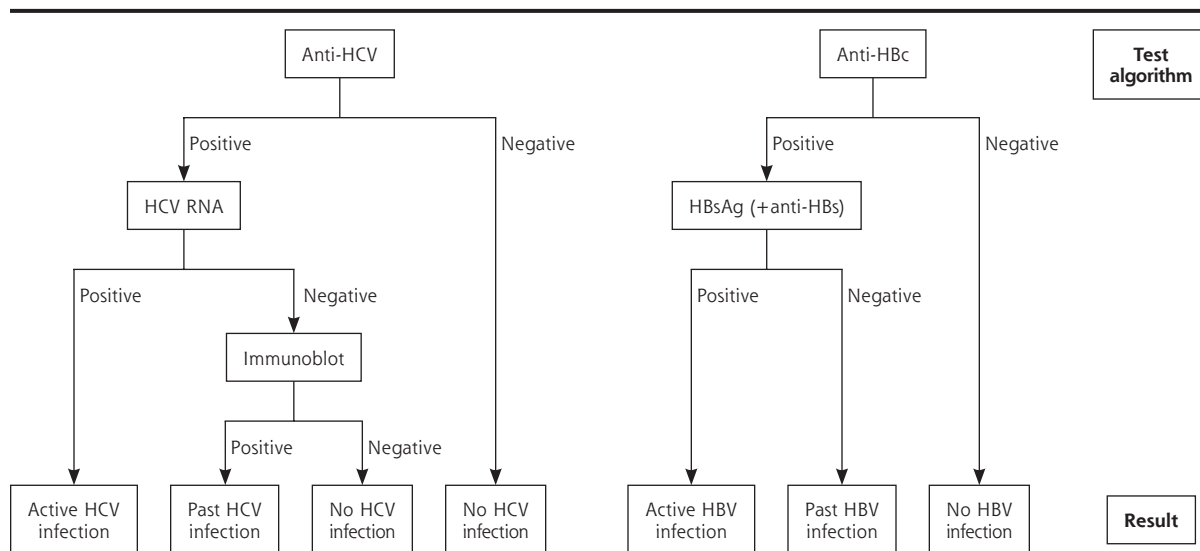 Anti-HCV
Anti-HBc
Test
algorithm
Positive
Negative
Positive
Negative
HCV RNA
HBsAg (+anti-HBs)
Positive
Negative
Positive
Negative
Immunoblot
Positive
Negative
Active HCV
infection
Past HCV
infection
No HCV
infection
No HCV
infection
Active HBV
infection
Past HBV
infection
No HBV
infection
Result